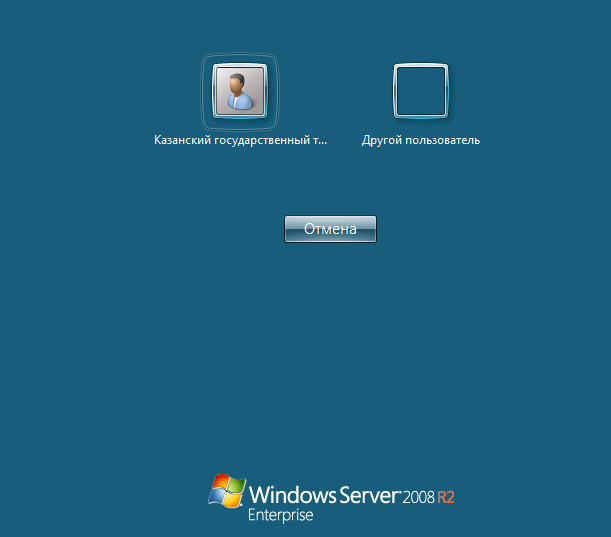 Казанский государственный т...
Другой пользователь
Отмена
Windows Server 2008 R2
Enterprise